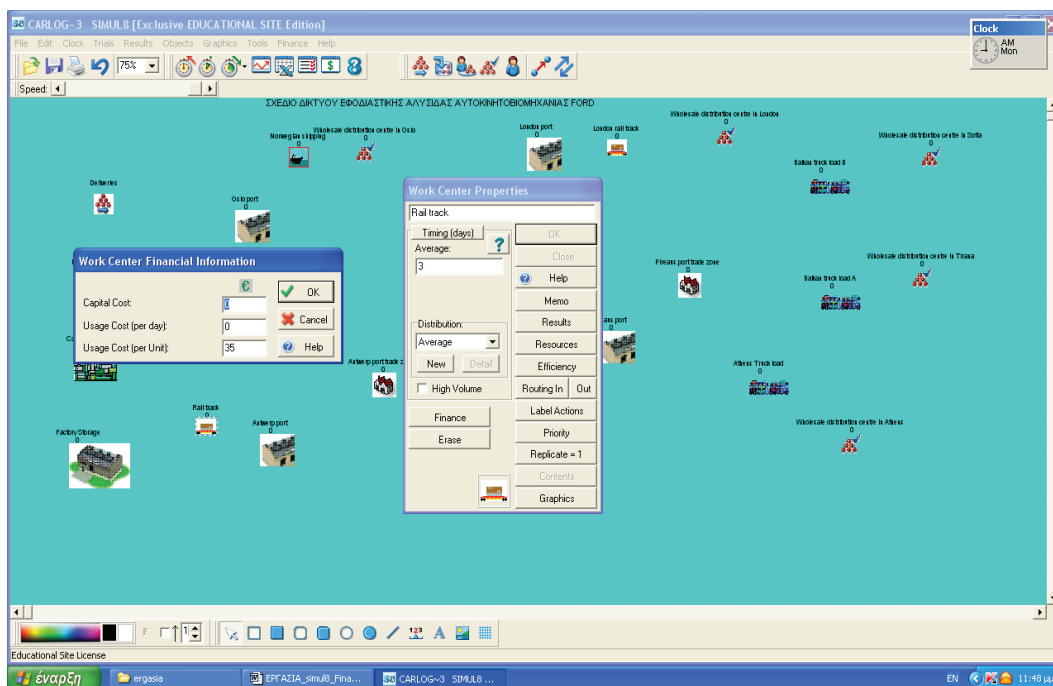 CARLOG~3 SIMUL8 [Exclusive EDUCATIONAL SITE Edition]
File Edit Clock Trials Results Objects Graphics Tools Finance Help
Clock
AM
Mon
75%
Speed:
ΣΧΕΔΙΟ ΔΙΚΤΥΟΥ ΕΦΟΔΙΑΣΤΙΚΗΣ ΑΛΥΣΙΔΑΣ ΑΥΤΟΚΙΝΗΤΟΒΙΟΜΗΧΑΝΙΑΣ FORD
Norwegian shipping
0
Wholesale distribution centre in Oslo
0
London port
0
London rail track
0
Wholesale distribution centre in London
0
Wholesale distribution centre in Sofia
0
Balkan truck load B
0
Deliveries
Oslo port
0
Piraeus port trade zone
0
Wholesale distribution centre in Tirana
0
Balkan truck load A
0
Antwerp port trade z
0
Athens Truck load
0
Rail track
0
Antwerp port
0
Factory Storage
0
Wholesale distribution centre in Athens
0
Work Center Financial Information
€
Capital Cost:
0
OK
Usage Cost (per day):
0
Cancel
Usage Cost (per Unit):
35
Help
Work Center Properties
Rail track
Timing (days)
Average:
?
3
Distribution:
Average
New
Detail
High Volume
Finance
Erase
OK
Close
Help
Memo
Results
Resources
Efficiency
Routing In Out
Label Actions
Priority
Replicate = 1
Contents
Graphics
F
1
123
A
Educational Site License
έναρξη
ergasia
ΕΡΓΑΣΙΑ_simul8_Fina...
CARLOG~3 SIMUL8 ...
EN
11:48 μμ